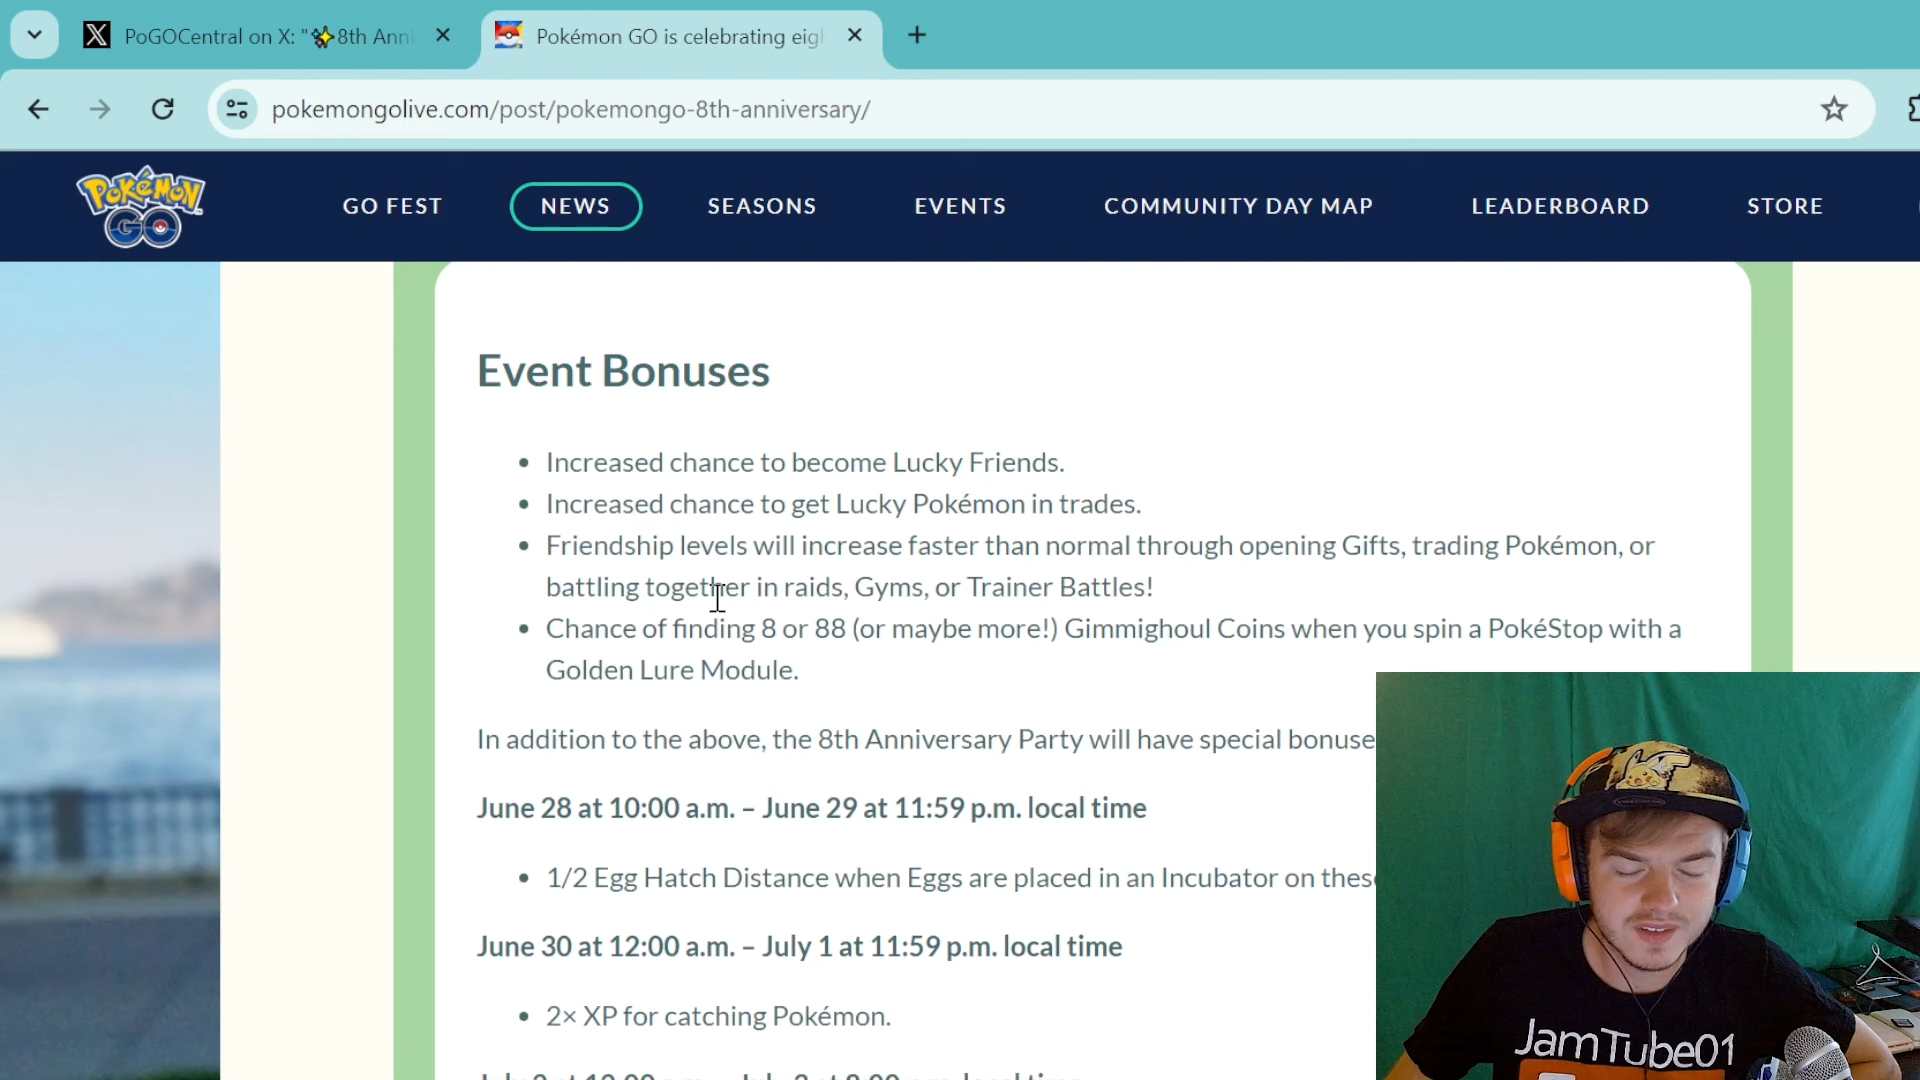 PoGOCentral on X: "✨8th Anni
Pokémon GO is celebrating eig
pokemongolive.com/post/pokemongo-8th-anniversary/
POKÉMON GO
GO FEST
NEWS
SEASONS
EVENTS
COMMUNITY DAY MAP
LEADERBOARD
STORE
Event Bonuses
• Increased chance to become Lucky Friends.
• Increased chance to get Lucky Pokémon in trades.
• Friendship levels will increase faster than normal through opening Gifts, trading Pokémon, or
battling together in raids, Gyms, or Trainer Battles!
• Chance of finding 8 or 88 (or maybe more!) Gimmighoul Coins when you spin a PokéStop with a
Golden Lure Module.
In addition to the above, the 8th Anniversary Party will have special bonuse
June 28 at 10:00 a.m. – June 29 at 11:59 p.m. local time
• 1/2 Egg Hatch Distance when Eggs are placed in an Incubator on thes
June 30 at 12:00 a.m. – July 1 at 11:59 p.m. local time
• 2× XP for catching Pokémon.
JamTube01